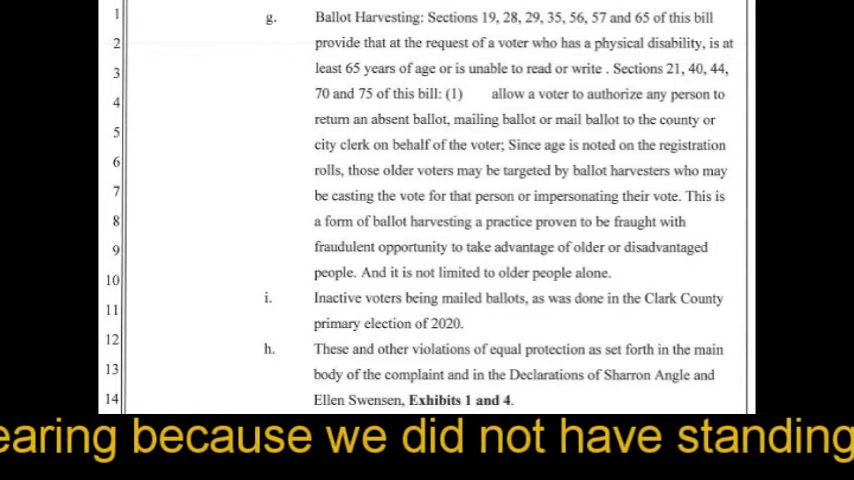 1 g. Ballot Harvesting: Sections 19, 28, 29, 35, 56, 57 and 65 of this bill
2 provide that at the request of a voter who has a physical disability, is at
3 least 65 years of age or is unable to read or write . Sections 21, 40, 44,
4 70 and 75 of this bill: (1) allow a voter to authorize any person to
return an absent ballot, mailing ballot or mail ballot to the county or
5 city clerk on behalf of the voter; Since age is noted on the registration
6 rolls, those older voters may be targeted by ballot harvesters who may
7 be casting the vote for that person or impersonating their vote. This is
8 a form of ballot harvesting a practice proven to be fraught with
9 fraudulent opportunity to take advantage of older or disadvantaged
10 people. And it is not limited to older people alone.
11 i. Inactive voters being mailed ballots, as was done in the Clark County
12 primary election of 2020.
h. These and other violations of equal protection as set forth in the main
13 body of the complaint and in the Declarations of Sharron Angle and
14 Ellen Swensen, Exhibits 1 and 4.
earing because we did not have standing